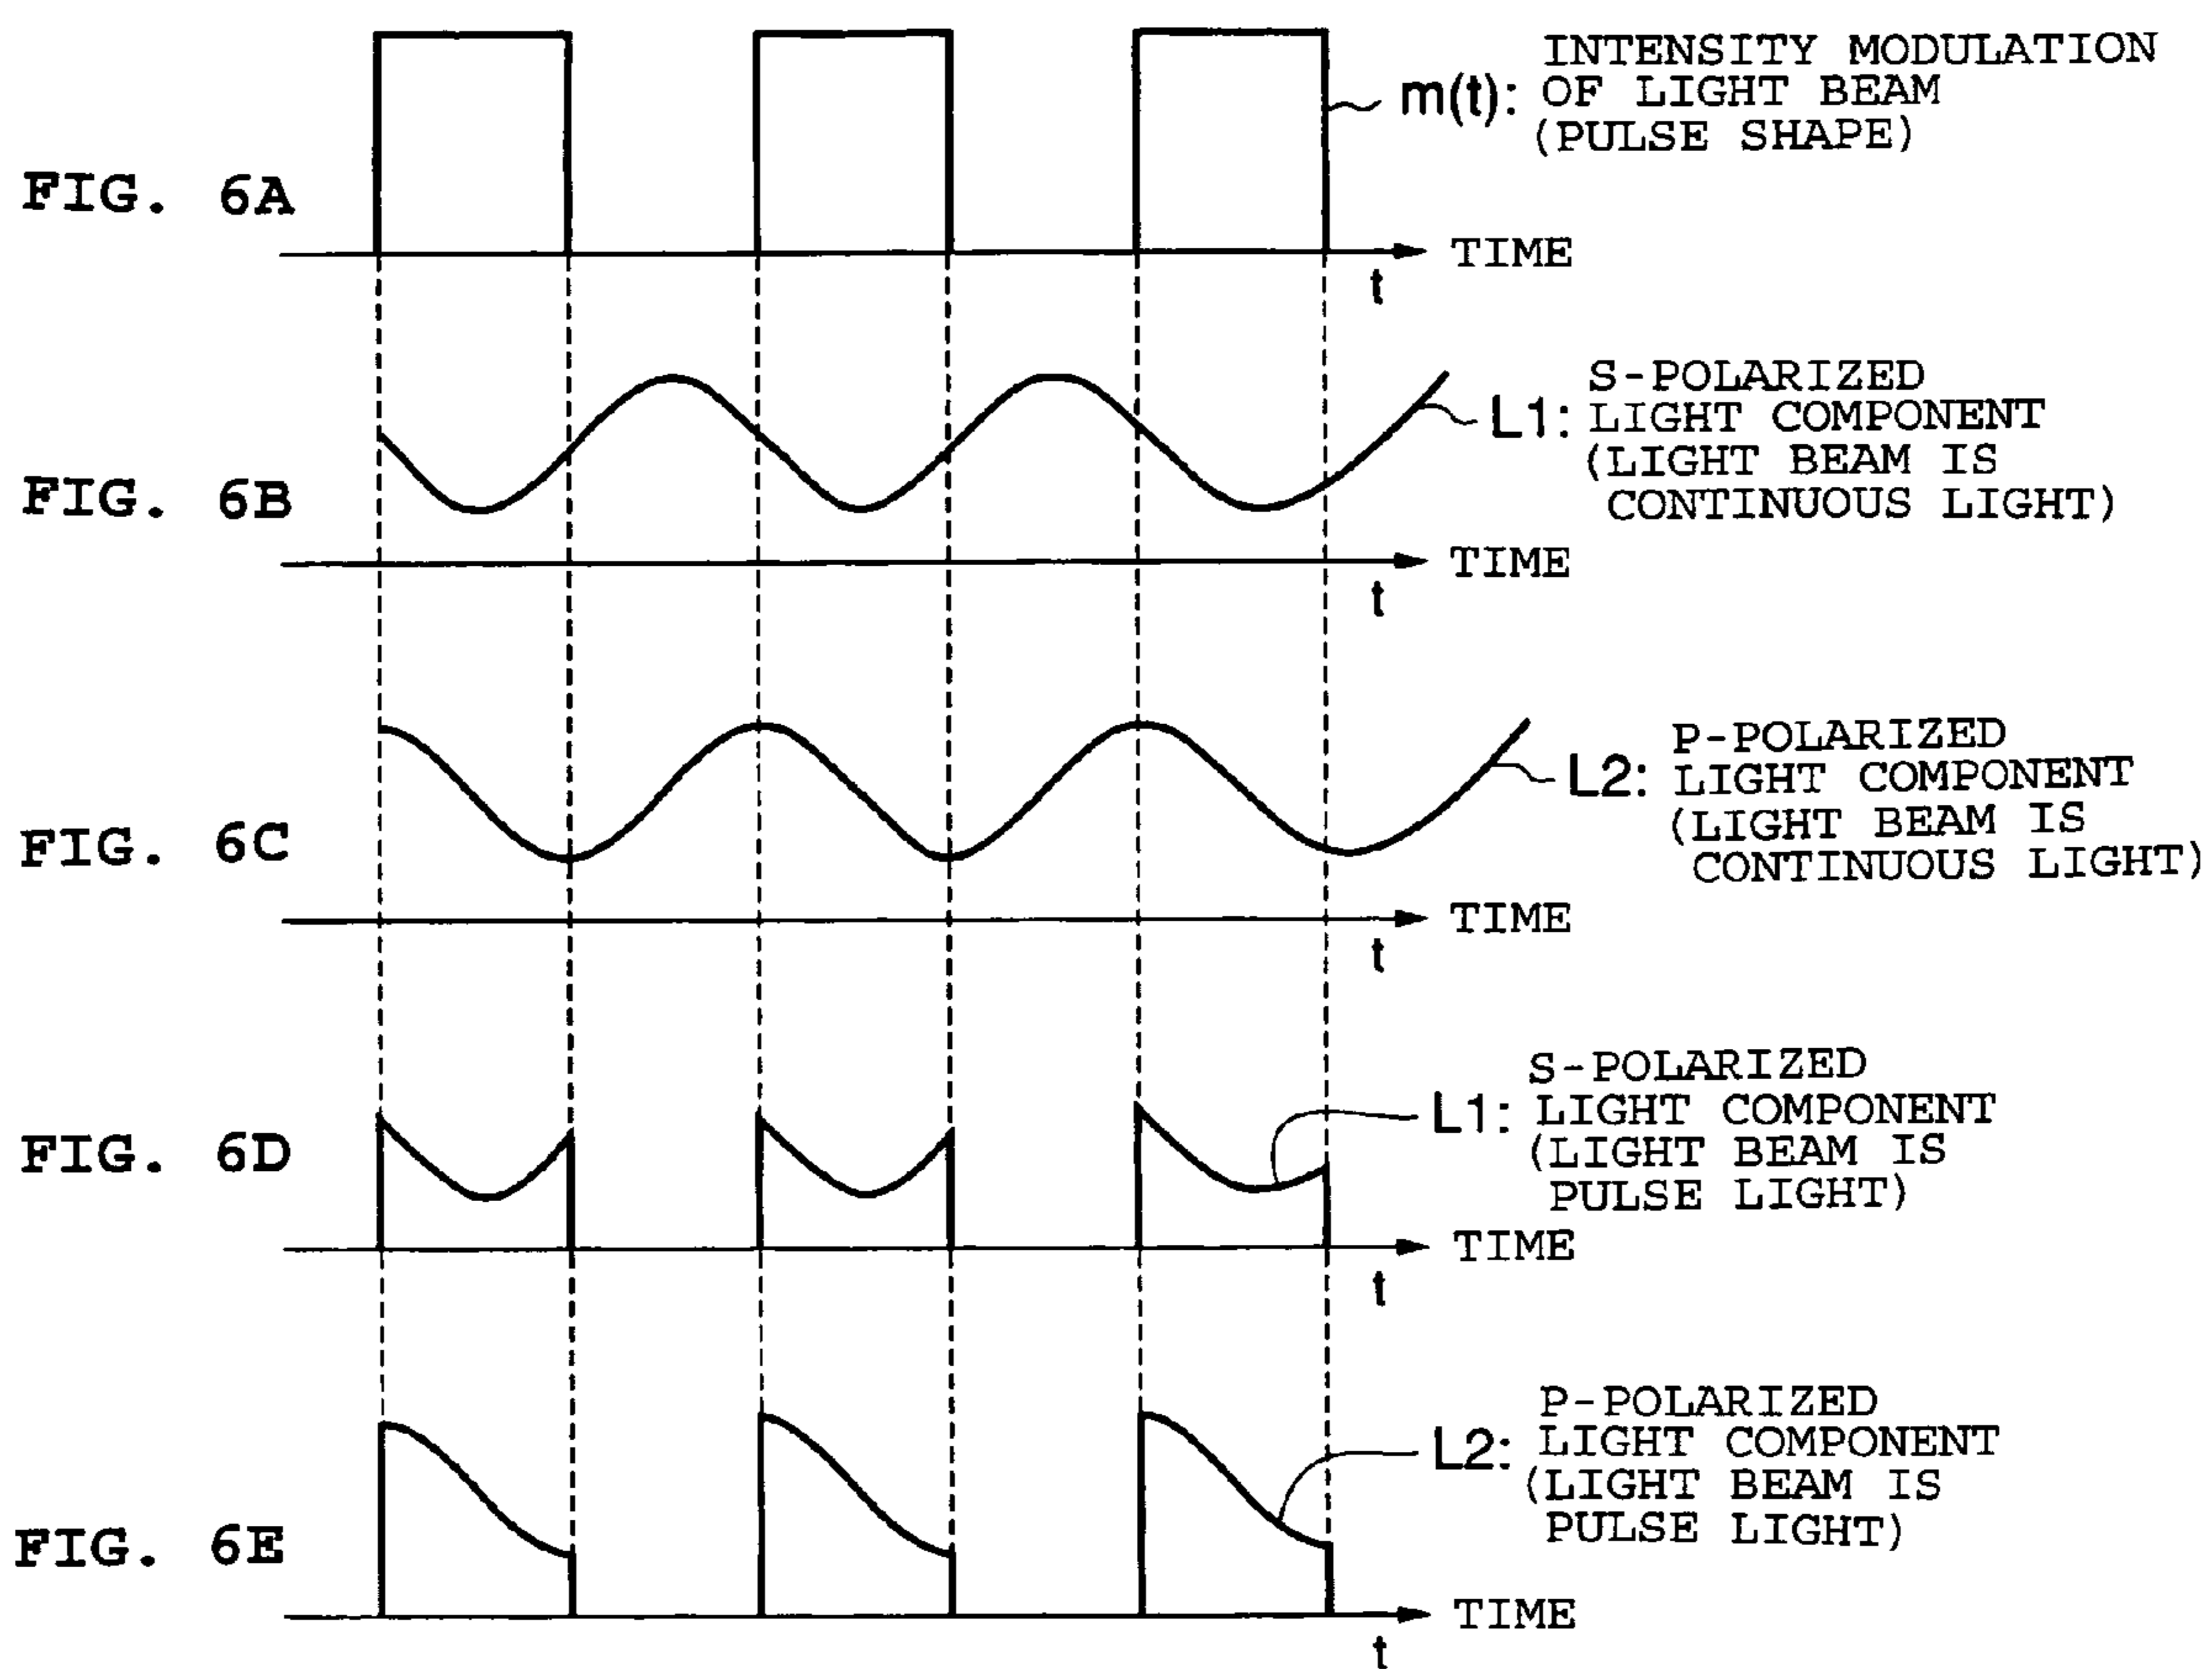 INTENSITY MODULATION
m(t): OF LIGHT BEAM
(PULSE SHAPE)
FIG. 6A
TIME
t
S-POLARIZED
L1: LIGHT COMPONENT
(LIGHT BEAM IS
CONTINUOUS LIGHT)
FIG. 6B
TIME
t
P-POLARIZED
L2: LIGHT COMPONENT
(LIGHT BEAM IS
CONTINUOUS LIGHT)
FIG. 6C
TIME
t
S-POLARIZED
L1: LIGHT COMPONENT
(LIGHT BEAM IS
PULSE LIGHT)
FIG. 6D
TIME
t
P-POLARIZED
L2: LIGHT COMPONENT
(LIGHT BEAM IS
PULSE LIGHT)
FIG. 6E
TIME
t